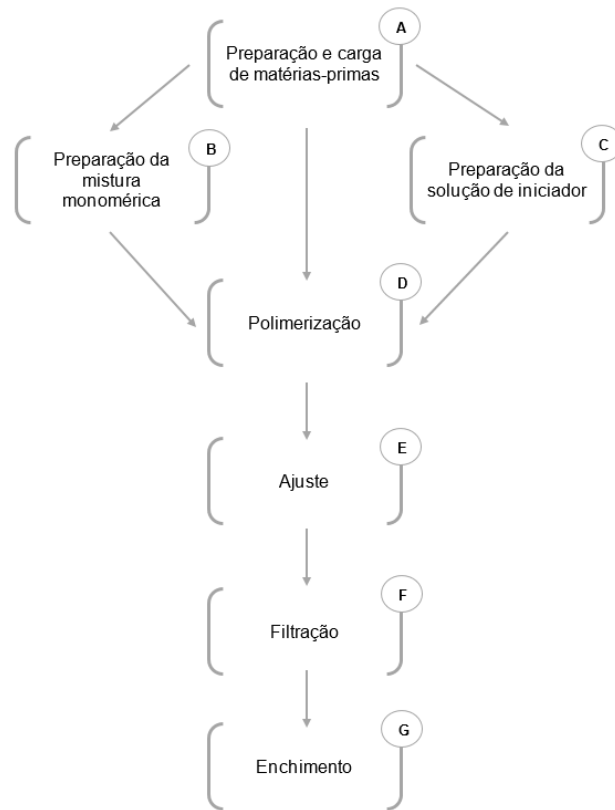 A
Preparação e carga
de matérias-primas
B
Preparação da
mistura
monomérica
C
Preparação da
solução de iniciador
D
Polimerização
E
Ajuste
F
Filtração
G
Enchimento